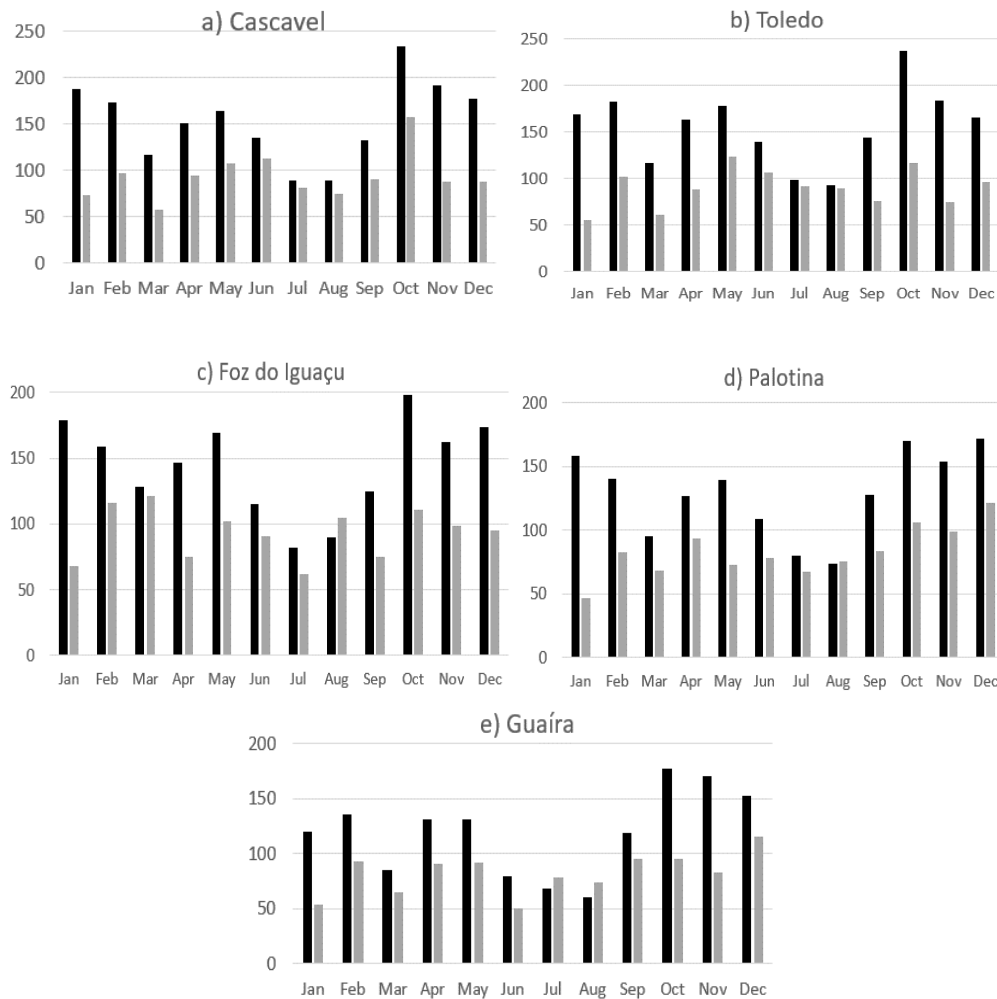 a) Cascavel
250
200
150
100
50
0
Jan Feb Mar Apr May Jun Jul Aug Sep Oct Nov Dec
b) Toledo
250
200
150
100
50
0
Jan Feb Mar Apr May Jun Jul Aug Sep Oct Nov Dec
c) Foz do Iguaçu
200
150
100
50
0
Jan Feb Mar Apr May Jun Jul Aug Sep Oct Nov Dec
d) Palotina
200
150
100
50
0
Jan Feb Mar Apr May Jun Jul Aug Sep Oct Nov Dec
e) Guaíra
200
150
100
50
0
Jan Feb Mar Apr May Jun Jul Aug Sep Oct Nov Dec